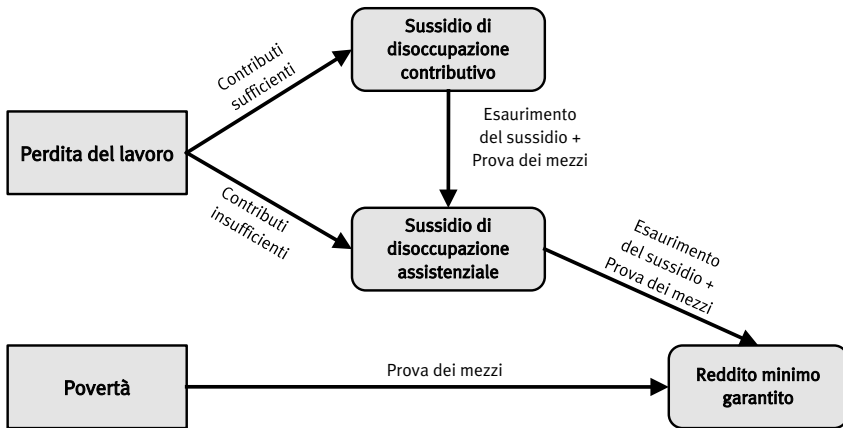 Sussidio di
disoccupazione
contributivo
Contributi
sufficienti
Esaurimento
del sussidio +
Prova dei mezzi
Perdita del lavoro
Contributi
insufficienti
Sussidio di
disoccupazione
assistenziale
Esaurimento
del sussidio +
Prova dei mezzi
Povertà
Prova dei mezzi
Reddito minimo
garantito